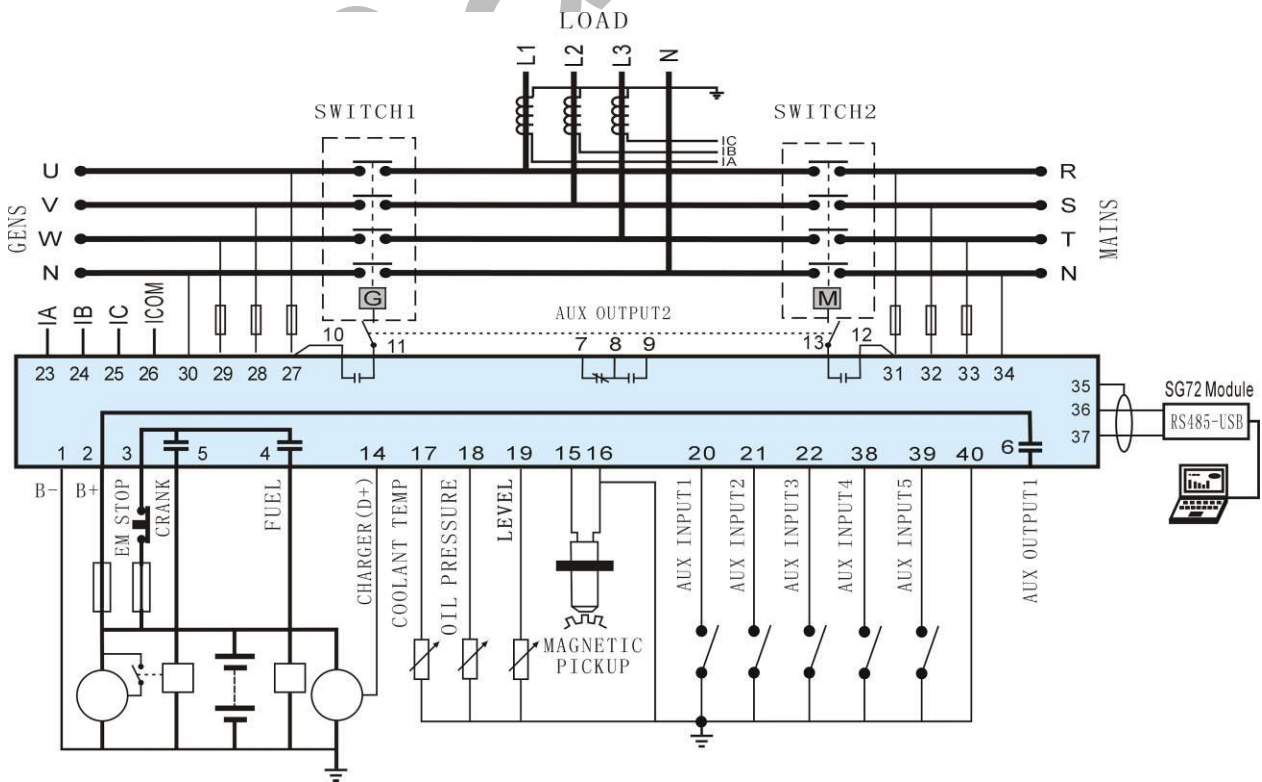 LOAD
L1 L2 L3 N
SWITCH1
SWITCH2
IC
IB
IA
U
R
V
S
W
T
N
N
GENS
MAINS
G
M
AUX OUTPUT2
IA IB IC ICOM
10 11 7 8 9 13 12
23 24 25 26 30 29 28 27 31 32 33 34
35
36
37
SG72 Module
RS485-USB
1 2 3 5 4 14 17 18 19 15 16 20 21 22 38 39 40 6
B-
B+
EM STOP
CRANK
FUEL
CHARGER(D+)
COOLANT TEMP
OIL PRESSURE
LEVEL
MAGNETIC
PICKUP
AUX INPUT1
AUX INPUT2
AUX INPUT3
AUX INPUT4
AUX INPUT5
AUX OUTPUT1